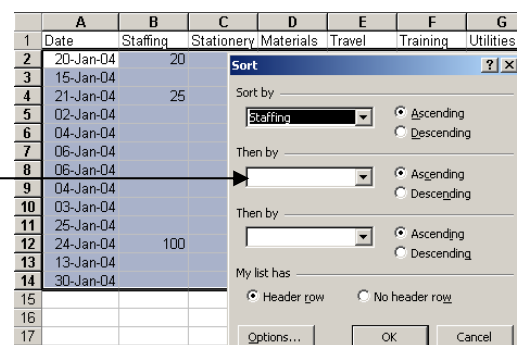 A B C D E F G
1 Date Staffing Stationery Materials Travel Training Utilities
2 20-Jan-04 20
3 15-Jan-04
4 21-Jan-04 25
5 02-Jan-04
6 04-Jan-04
7 06-Jan-04
8 06-Jan-04
9 04-Jan-04
10 03-Jan-04
11 25-Jan-04
12 24-Jan-04 100
13 13-Jan-04
14 30-Jan-04
15
16
17
Sort
Sort by
Staffing
Ascending
Descending
Then by
Ascending
Descending
Then by
Ascending
Descending
My list has
Header row No header row
Options... OK Cancel